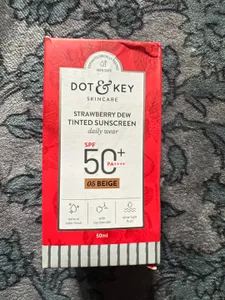 DOT & KEY
SKINCARE
STRAWBERRY DEW
TINTED SUNSCREEN
daily wear
SPF
50+
PA++++
05 BEIGE
50ml